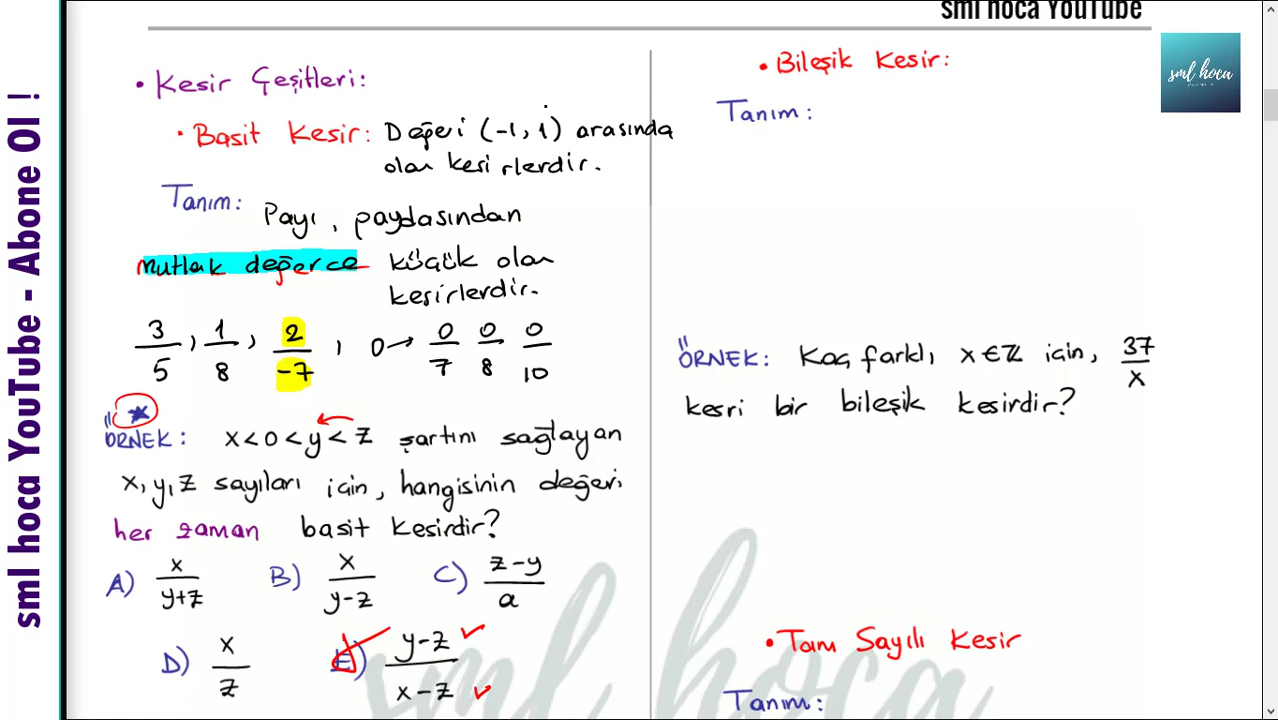 sml hoca YouTube
sml hoca YouTube - Abone Ol !
sml hoca
• Kesir Çeşitleri:
• Basit Kesir: Değeri (-1, 1) arasında
olan kesirlerdir.
Tanım:
Payı, paydasından
mutlak değerce küçük olan
kesirlerdir.
3/5, 1/8, 2/-7, 0→ 0/7 0/8 0/10
"ÖRNEK: x<0<y<z şartını sağlayan
x, y, z sayıları için, hangisinin değeri
her zaman basit kesirdir?
A) x/y+z B) x/y-z C) z-y/a
D) x/z E) y-z/x-z
• Bileşik Kesir:
Tanım:
"ÖRNEK: Kaç farklı x∈ℤ için, 37/x
kesri bir bileşik kesirdir?
• Tam Sayılı Kesir
Tanım:
sml hoca